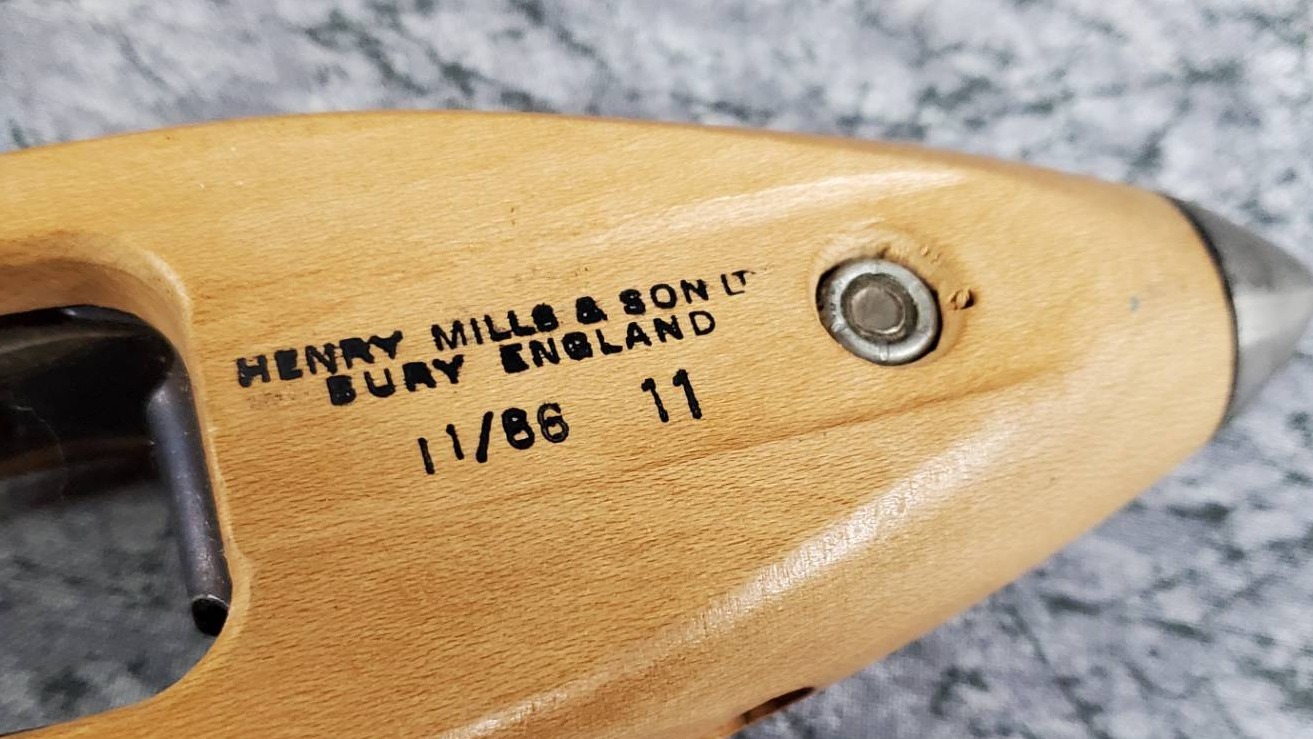 HENRY MILLS & SON LT
BURY ENGLAND
11/86 11